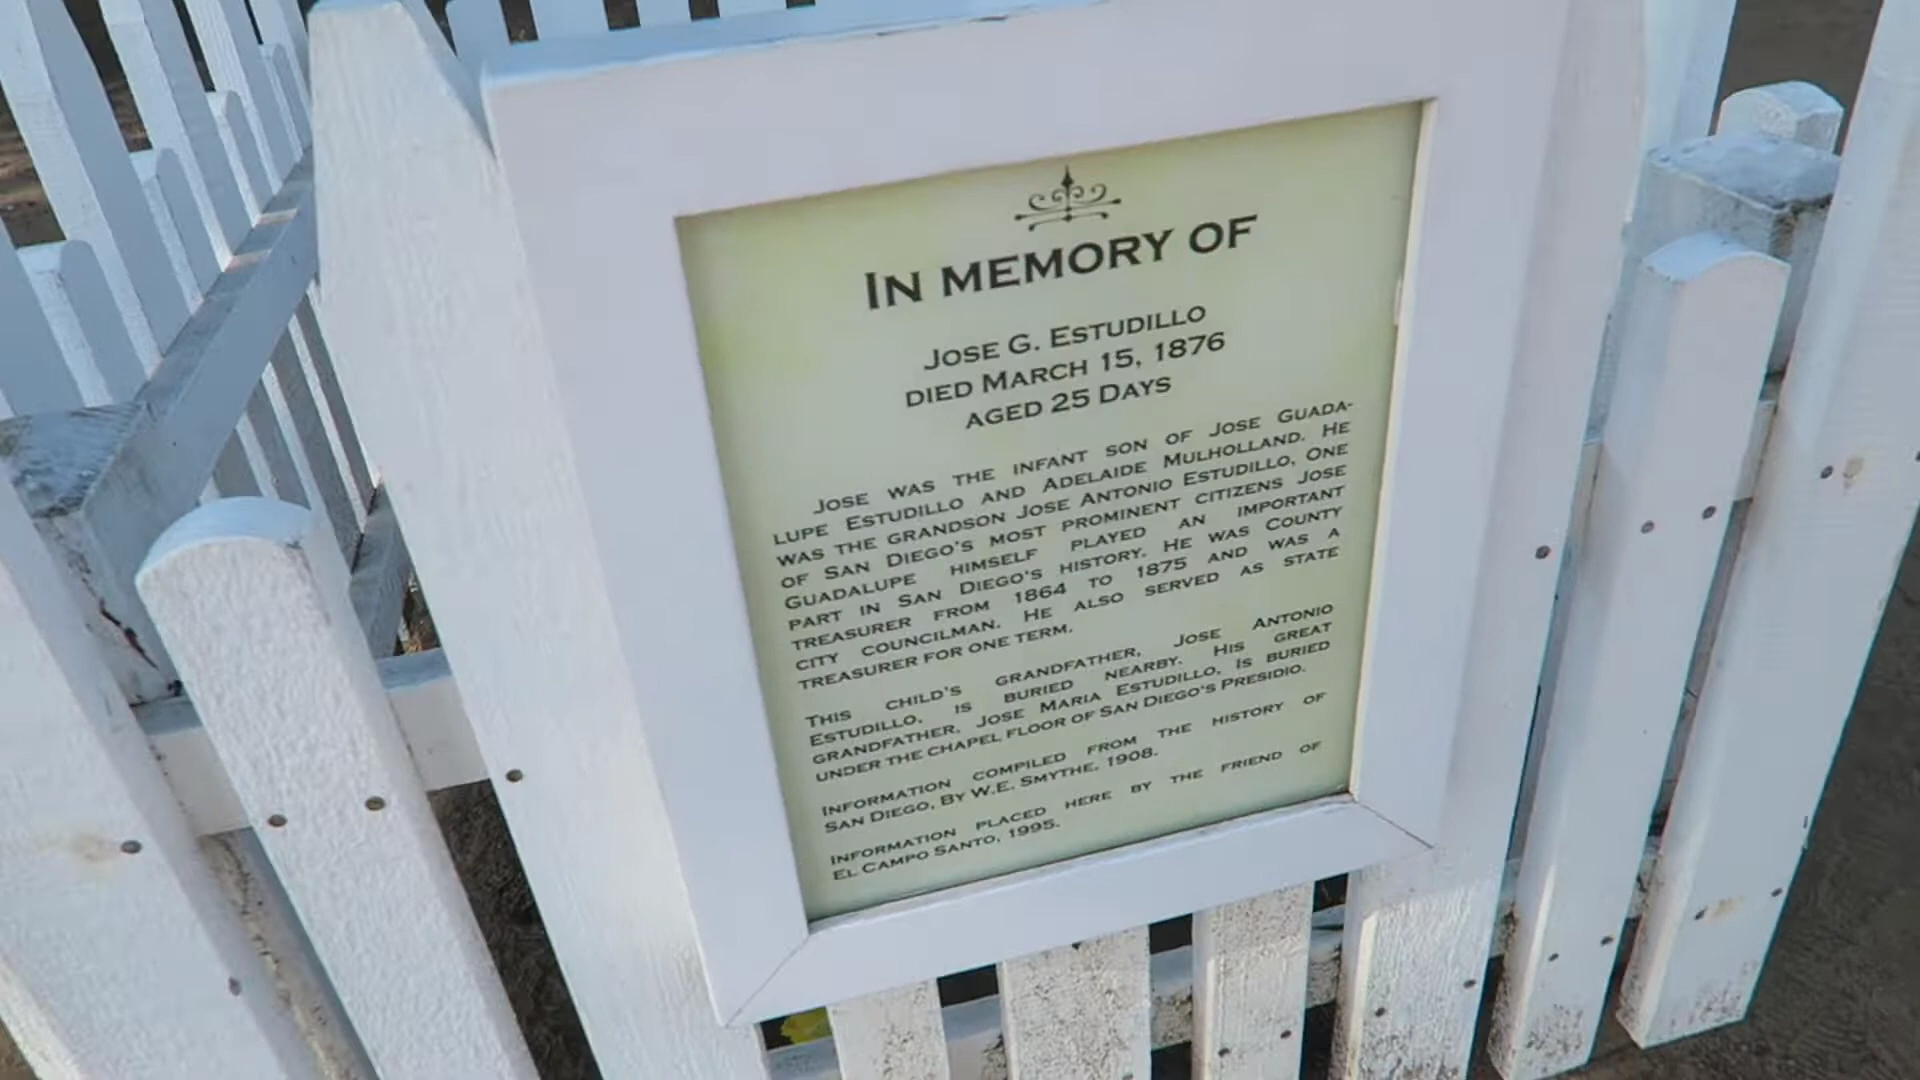 IN MEMORY OF
JOSE G. ESTUDILLO
DIED MARCH 15, 1876
AGED 25 DAYS
JOSE WAS THE INFANT SON OF JOSE GUADA-
LUPE ESTUDILLO AND ADELAIDE MULHOLLAND. HE
WAS THE GRANDSON JOSE ANTONIO ESTUDILLO, ONE
OF SAN DIEGO'S MOST PROMINENT CITIZENS JOSE
GUADALUPE HIMSELF PLAYED AN IMPORTANT
PART IN SAN DIEGO'S HISTORY. HE WAS COUNTY
TREASURER FROM 1864 TO 1875 AND WAS A
CITY COUNCILMAN. HE ALSO SERVED AS STATE
TREASURER FOR ONE TERM.
THIS CHILD'S GRANDFATHER, JOSE ANTONIO
ESTUDILLO, IS BURIED NEARBY. HIS GREAT
GRANDFATHER, JOSE MARIA ESTUDILLO, IS BURIED
UNDER THE CHAPEL FLOOR OF SAN DIEGO'S PRESIDIO.
INFORMATION COMPILED FROM THE HISTORY OF
SAN DIEGO, BY W.E. SMYTHE, 1908.
INFORMATION PLACED HERE BY THE FRIEND OF
EL CAMPO SANTO, 1995.